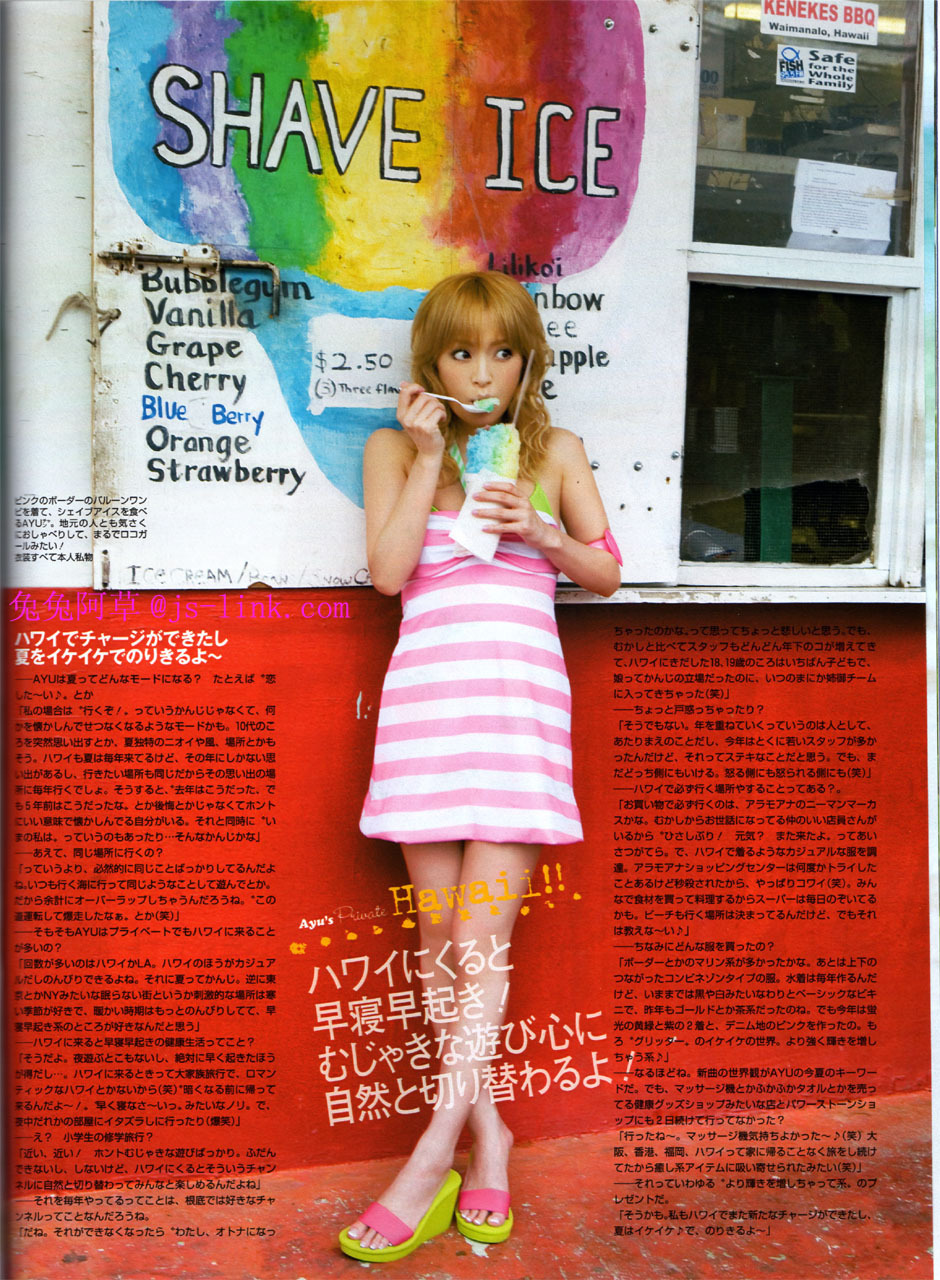 KENEKES BBQ
Waimanalo, Hawaii
FISH
Safe
for the
Whole
Family
SHAVE ICE
Bubblegum
Vanilla
Grape
Cherry
Blue Berry
Orange
Strawberry
Lilikoi
nbow
ee
apple
e
$2.50
(3) Three flav
ICE CREAM/
ピンクのボーダーのバルーンワン
ピを着て、シェイブアイスを食べ
るAYU♡。地元の人とも気さく
におしゃべりして、まるでロコガ
ールみたい!
衣装すべて本人私物
兔兔阿草@js-link.com
ハワイでチャージができたし
夏をイケイケでのりきるよ〜
——AYUは夏ってどんなモードになる? たとえば“恋
した〜い♪。とか
「私の場合は“行くぞ!。っていうかんじじゃなくて、何
かを懐かしんでせつなくなるようなモードかも。10代のこ
ろを突然思い出すとか、夏独特のニオイや風、場所とかも
そう。ハワイも夏は毎年来てるけど、その年にしかない思
い出があるし、行きたい場所も同じだからその思い出の場
所に毎年行くでしょ。そうすると、“去年はこうだった、で
も5年前はこうだったな。とか後悔とかじゃなくてホント
にいい意味で懐かしんでる自分がいる。それと同時に“い
まの私は。っていうのもあったり…そんなかんじかな」
——あえて、同じ場所に行くの?
「っていうより、必然的に同じことばっかりしてるんだよ
ね。いつも行く海に行って同じようなことして遊んでとか。
だから余計にオーバーラップしちゃうんだろうね。“この
道運転して爆走したなぁ。とか(笑)」
——そもそもAYUはプライベートでもハワイに来ること
が多いの?
「回数が多いのはハワイかLA。ハワイのほうがカジュア
ルだしのんびりできるよね。それに夏ってかんじ。逆に東
京とかNYみたいな眠らない街というか刺激的な場所は寒
い季節が好きで、暖かい時期はもっとのんびりしてて、早
寝早起き系のところが好きなんだと思う」
——ハワイに来ると早寝早起きの健康生活ってこと?
「そうだよ。夜遊ぶとこもないし、絶対に早く起きたほう
が得だし…。ハワイに来るときって大家族旅行で、ロマン
ティックなハワイとかないから(笑)“暗くなる前に帰って
来るんだよ〜!。“早く寝なさ〜いっ。みたいなノリ。で、
夜中だれかの部屋にイタズラしに行ったり(爆笑)」
——え? 小学生の修学旅行?
「近い、近い! ホントむじゃきな遊びばっかり。ふだん
できないし、しないけど、ハワイにくるとそういうチャン
ネルに自然と切り替わってみんなと楽しめるんだよね」
——それを毎年やってるってことは、根底では好きなチャ
ンネルってことなんだろうね。
「だね。それができなくなったら“わたし、オトナになっ
Ayu's Private Hawaii!!
ハワイにくると
早寝早起き!
むじゃきな遊び心に
自然と切り替わるよ!
ちゃったのかな。って思ってちょっと悲しいと思う。でも、
むかしと比べてスタッフもどんどん年下のコが増えてき
て、ハワイにきだした18、19歳のころはいちばん子どもで、
娘ってかんじの立場だったのに、いつのまにか姉御チーム
に入ってきちゃった(笑)」
——ちょっと戸惑っちゃったり?
「そうでもない。年を重ねていくっていうのは人として、
あたりまえのことだし、今年はとくに若いスタッフが多か
ったんだけど、それってステキなことだと思う。でも、ま
だどっち側にもいける。怒る側にも怒られる側にも(笑)」
——ハワイで必ず行く場所やすることってある?。
「お買い物で必ず行くのは、アラモアナのニーマンマーカ
スかな。むかしからお世話になってる仲のいい店員さんが
いるから“ひさしぶり! 元気? また来たよ。ってあい
さつがてら。で、ハワイで着るようなカジュアルな服を調
達。アラモアナショッピングセンターは何度かトライした
ことあるけど秒殺されたから、やっぱりコワイ(笑)。みん
なで食材を買って料理するからスーパーは毎日のぞいてる
かも。ビーチも行く場所は決まってるんだけど、でもそれ
は教えな〜い♪」
——ちなみにどんな服を買ったの?
「ボーダーとかのマリン系が多かったかな。あとは上下の
つながったコンビネゾンタイプの服。水着は毎年作るんだ
けど、いままでは黒や白みたいなわりとベーシックなビキ
ニで、昨年もゴールドとか茶系だったのね。でも今年は蛍
光の黄緑と紫の2着と、デニム地のピンクを作ったの。も
ろ“グリッター。のイケイケの世界。より強く輝きを増し
ちゃう系♪」
——なるほどね。新曲の世界観がAYUの今夏のキーワー
ドだ。でも、マッサージ機とかふかふかタオルとかを売っ
てる健康グッズショップみたいな店とパワーストーンショ
ップにも2日続けて行ってなかった?
「行ったね〜。マッサージ機気持ちよかった〜♪(笑)大
阪、香港、福岡、ハワイって家に帰ることなく旅をし続け
てたから癒し系アイテムに吸い寄せられたみたい(笑)」
——それっていわゆる“より輝きを増しちゃって系。のプ
レゼントだ。
「そうかも。私もハワイでまた新たなチャージができたし、
夏はイケイケ♪で、のりきるよ〜」